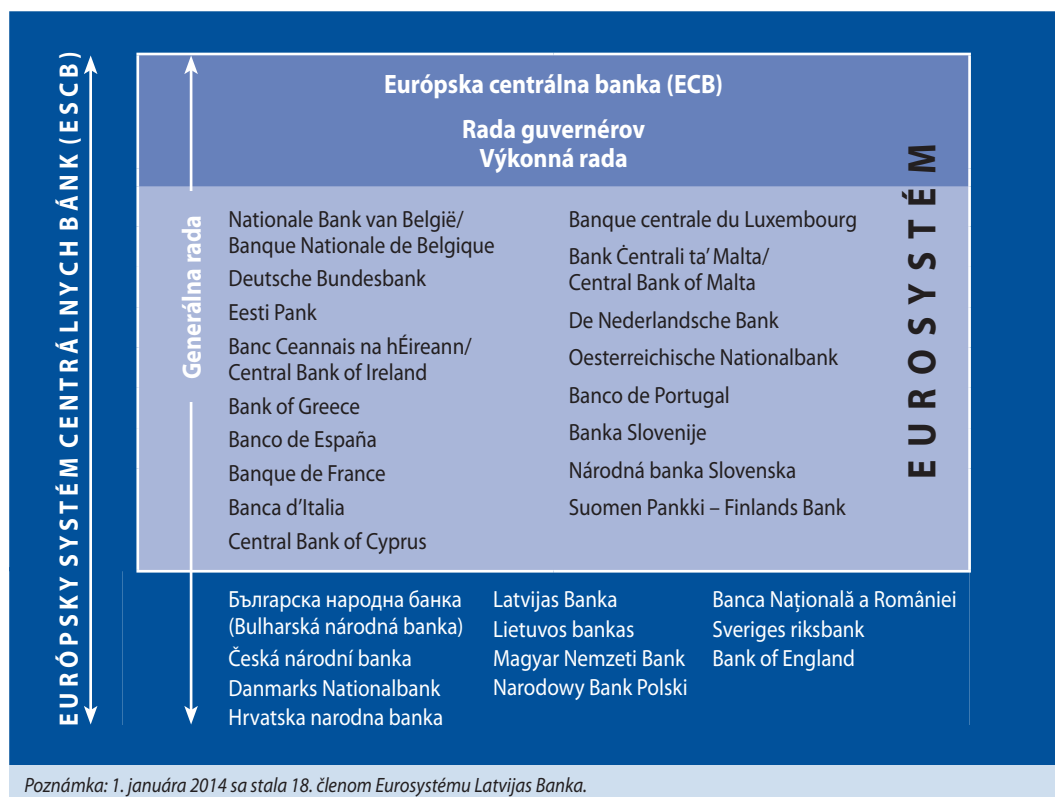 EURÓPSKY SYSTÉM CENTRÁLNYCH BÁNK (ESCB)
Generálna rada
Európska centrálna banka (ECB)
Rada guvernérov
Výkonná rada
EUROSYSTÉM
Nationale Bank van België/
Banque Nationale de Belgique
Deutsche Bundesbank
Eesti Pank
Banc Ceannais na hÉireann/
Central Bank of Ireland
Bank of Greece
Banco de España
Banque de France
Banca d’Italia
Central Bank of Cyprus
Banque centrale du Luxembourg
Bank Ċentrali ta’ Malta/
Central Bank of Malta
De Nederlandsche Bank
Oesterreichische Nationalbank
Banco de Portugal
Banka Slovenije
Národná banka Slovenska
Suomen Pankki – Finlands Bank
Българска народна банка
(Bulharská národná banka)
Česká národní banka
Danmarks Nationalbank
Hrvatska narodna banka
Latvijas Banka
Lietuvos bankas
Magyar Nemzeti Bank
Narodowy Bank Polski
Banca Naţională a României
Sveriges riksbank
Bank of England
Poznámka: 1. januára 2014 sa stala 18. členom Eurosystému Latvijas Banka.